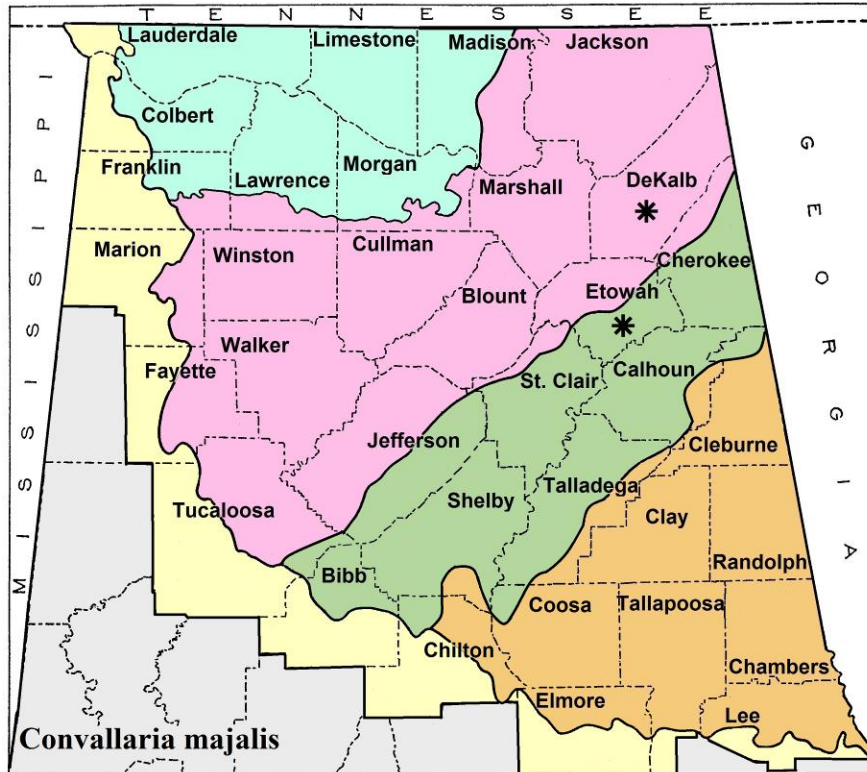 T E N N E S S E E
Lauderdale Limestone Madison Jackson
Colbert
Franklin Lawrence Morgan
Marshall DeKalb
Marion Winston Cullman Cherokee
Blount Etowah
Walker
Fayette St. Clair Calhoun
Jefferson Cleburne
Shelby Talladega
Tucaloosa Clay
Randolph
Bibb Coosa Tallapoosa
Chilton Chambers
Elmore Lee
MISSISSIPPI
GEORGIA
Convallaria majalis